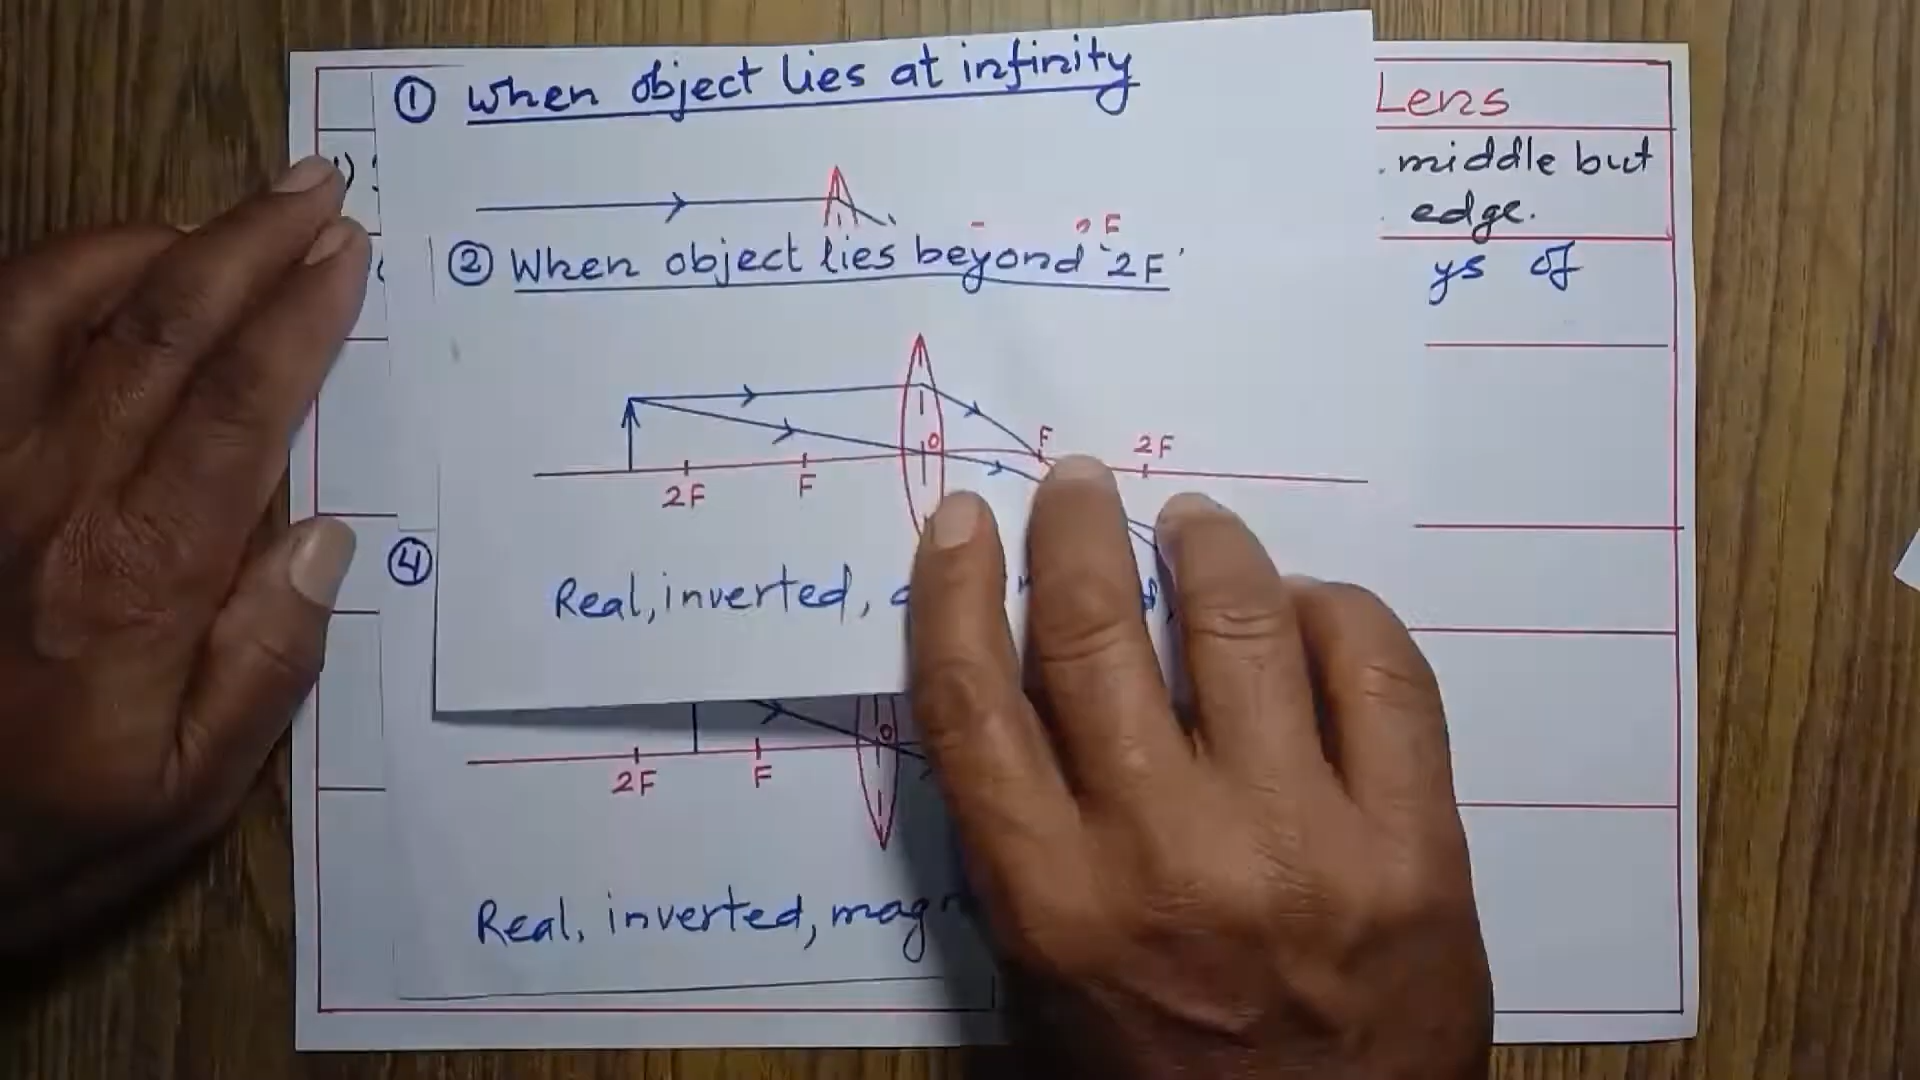 ① When object lies at infinity
Lens
middle but
edge.
2F
② When object lies beyond '2F'
ys of
O
F
2F
2F
F
④
Real, inverted,
O
2F
F
Real, inverted,